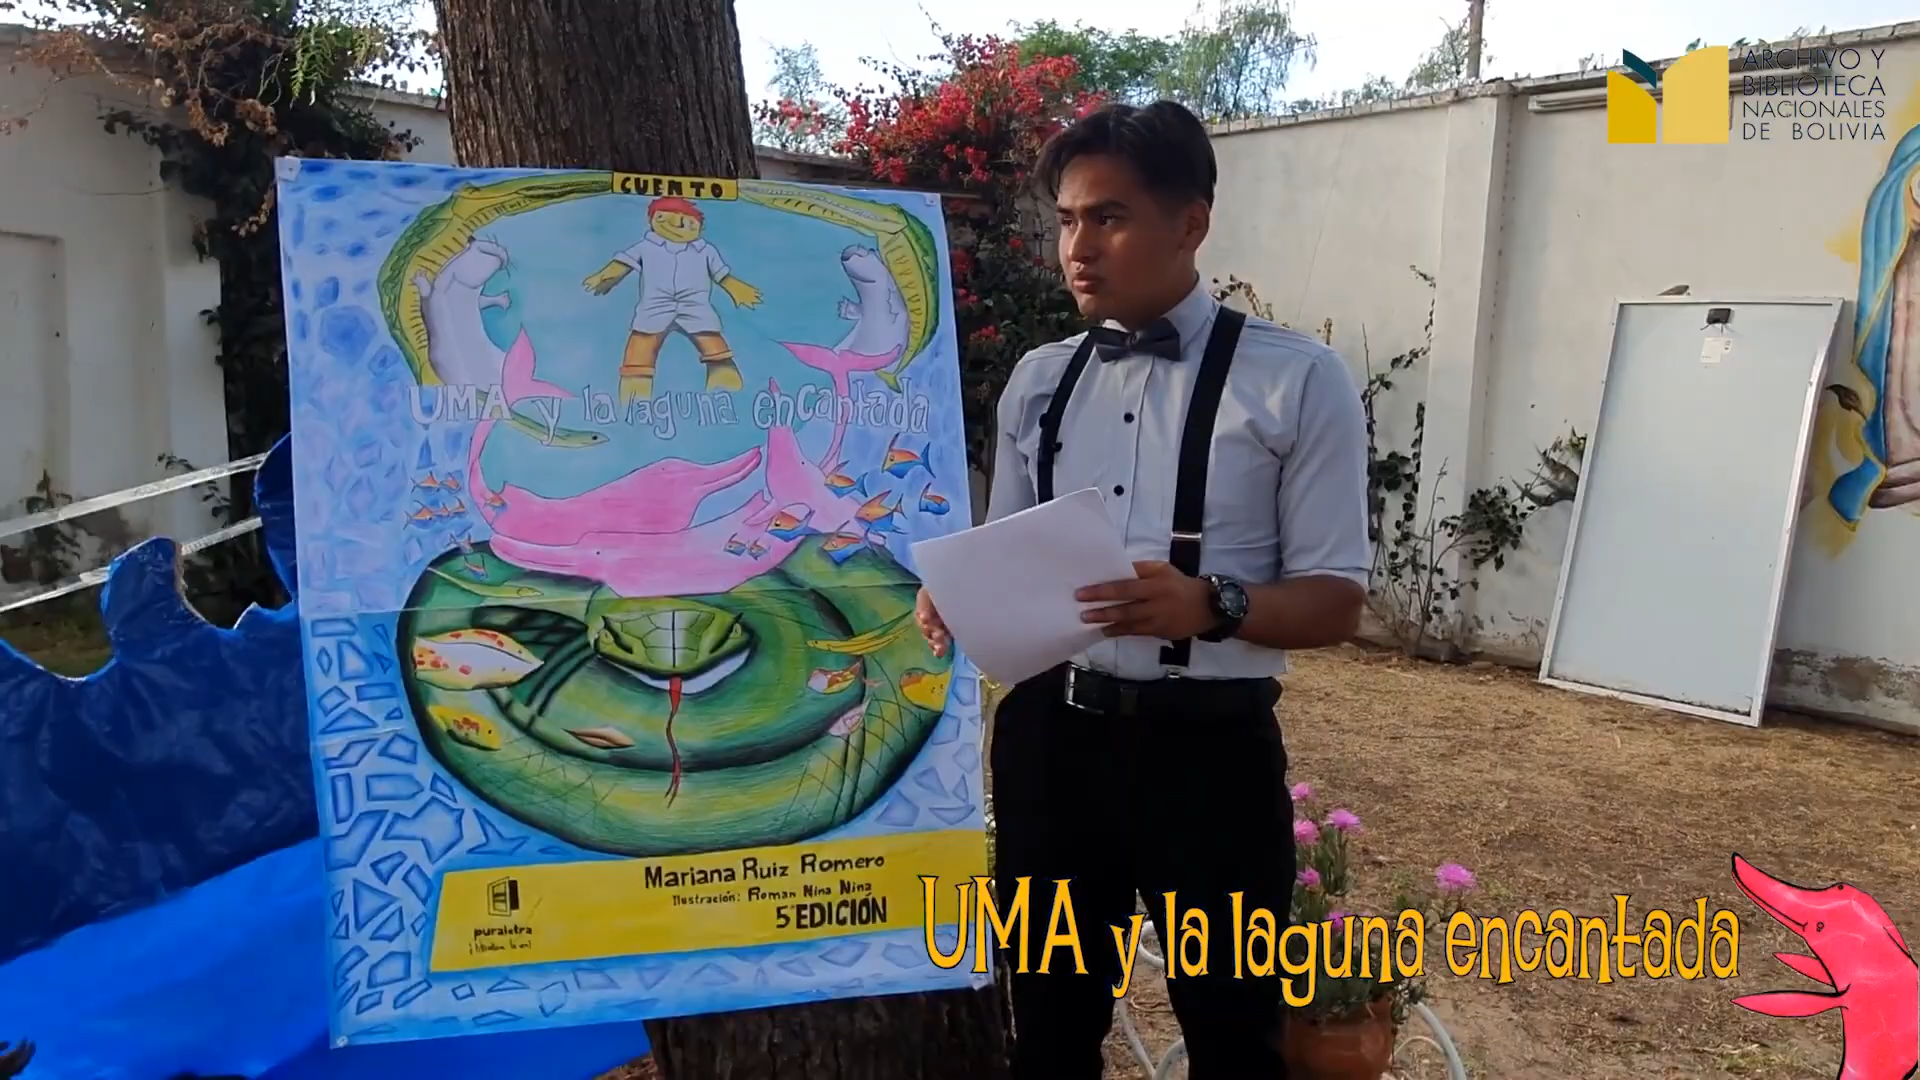 CUENTO
UMA y la laguna encantada
Mariana Ruiz Romero
Ilustración: Roman Nina Nina
5ª EDICIÓN
puraletra
ARCHIVO Y
BIBLIOTECA
NACIONALES
DE BOLIVIA
UMA y la laguna encantada